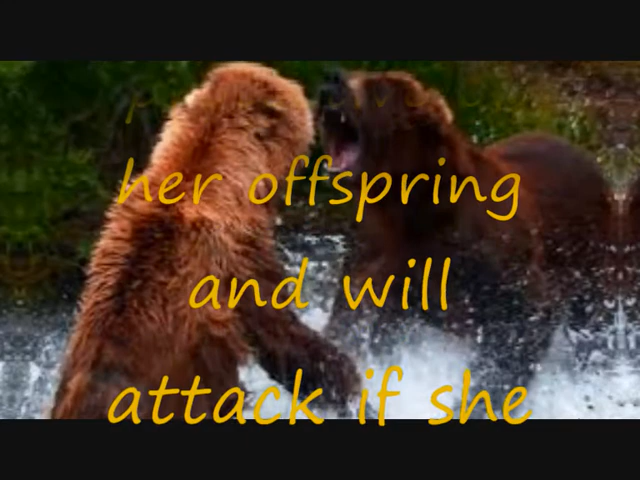 her offspring
and will
attack if she